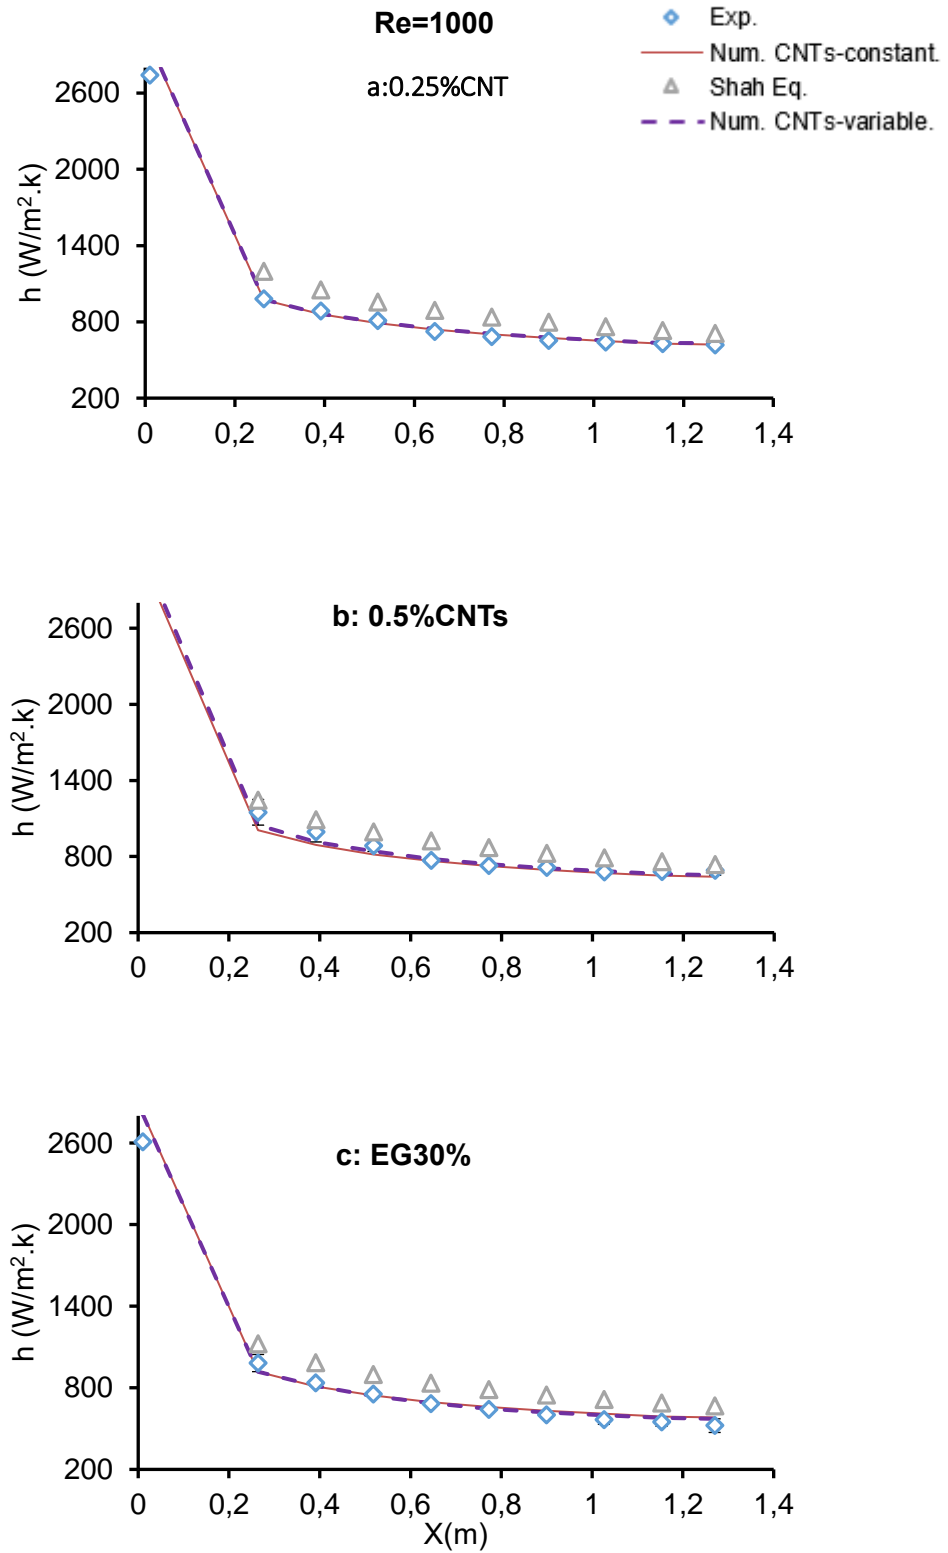 Re=1000
Exp.
Num. CNTs-constant.
Shah Eq.
Num. CNTs-variable.
a:0.25%CNT
h (W/m².k)
2600
2000
1400
800
200
0 0,2 0,4 0,6 0,8 1 1,2 1,4
b: 0.5%CNTs
h (W/m².k)
2600
2000
1400
800
200
0 0,2 0,4 0,6 0,8 1 1,2 1,4
c: EG30%
h (W/m².k)
2600
2000
1400
800
200
0 0,2 0,4 0,6 0,8 1 1,2 1,4
X(m)